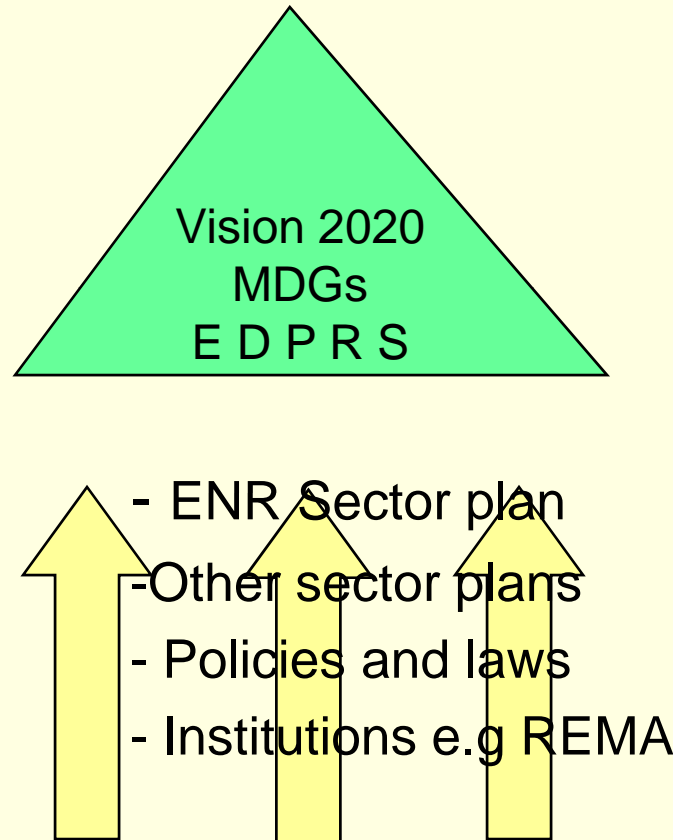 Vision 2020
MDGs
E D P R S
- ENR Sector plan
-Other sector plans
- Policies and laws
- Institutions e.g REMA